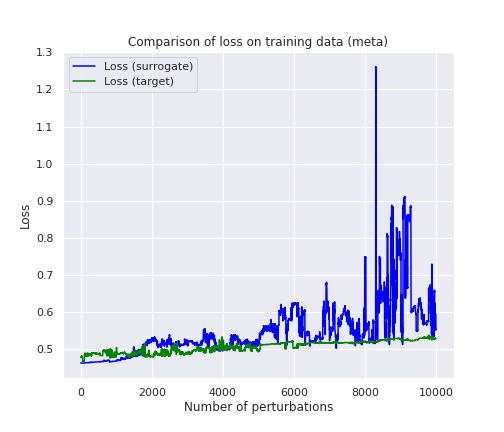 Comparison of loss on training data (meta)
Loss (surrogate)
Loss (target)
1.3
1.2
1.1
1.0
0.9
0.8
0.7
0.6
0.5
Loss
0 2000 4000 6000 8000 10000
Number of perturbations